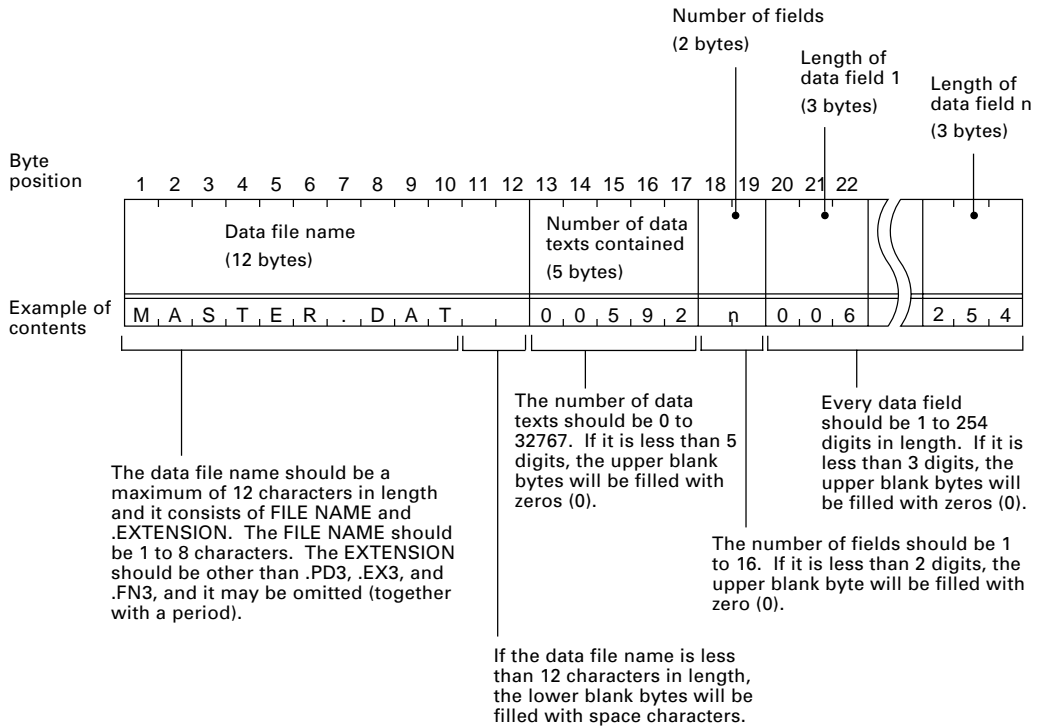 Number of fields
(2 bytes)
Length of
data field 1
(3 bytes)
Length of
data field n
(3 bytes)
Byte
position
1 2 3 4 5 6 7 8 9 10 11 12 13 14 15 16 17 18 19 20 21 22
Data file name
(12 bytes)
Number of data
texts contained
(5 bytes)
Example of
contents
M A S T E R . D A T 0 0 5 9 2 n 0 0 6 2 5 4
The data file name should be a
maximum of 12 characters in length
and it consists of FILE NAME and
.EXTENSION. The FILE NAME should
be 1 to 8 characters. The EXTENSION
should be other than .PD3, .EX3, and
.FN3, and it may be omitted (together
with a period).
If the data file name is less
than 12 characters in length,
the lower blank bytes will be
filled with space characters.
The number of data
texts should be 0 to
32767. If it is less than 5
digits, the upper blank
bytes will be filled with
zeros (0).
The number of fields should be 1
to 16. If it is less than 2 digits, the
upper blank byte will be filled with
zero (0).
Every data field
should be 1 to 254
digits in length. If it is
less than 3 digits, the
upper blank bytes will
be filled with zeros (0).